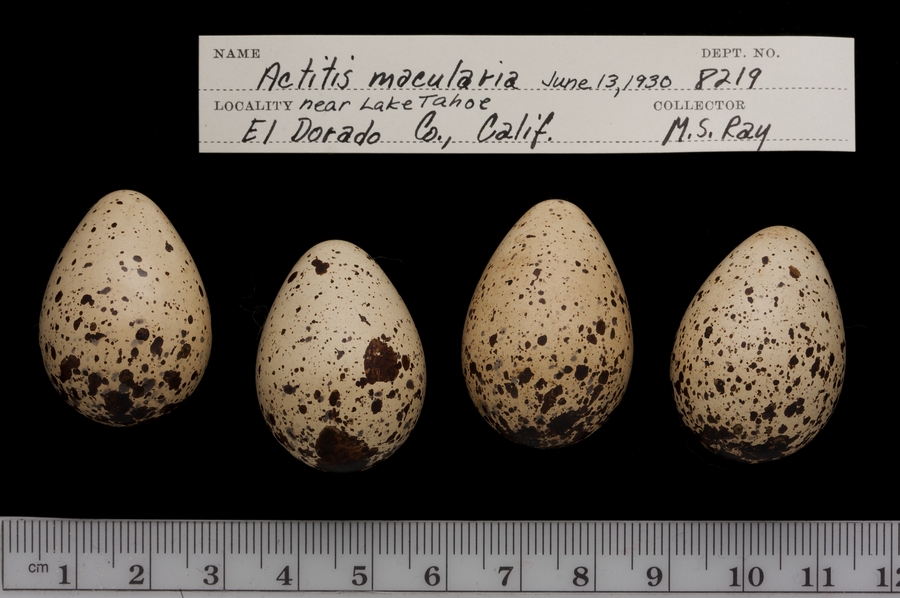 NAME DEPT. NO.
Actitis macularia June 13, 1930 8219
LOCALITY near Lake Tahoe COLLECTOR
El Dorado Co., Calif. M.S. Ray
cm 1 2 3 4 5 6 7 8 9 10 11 12